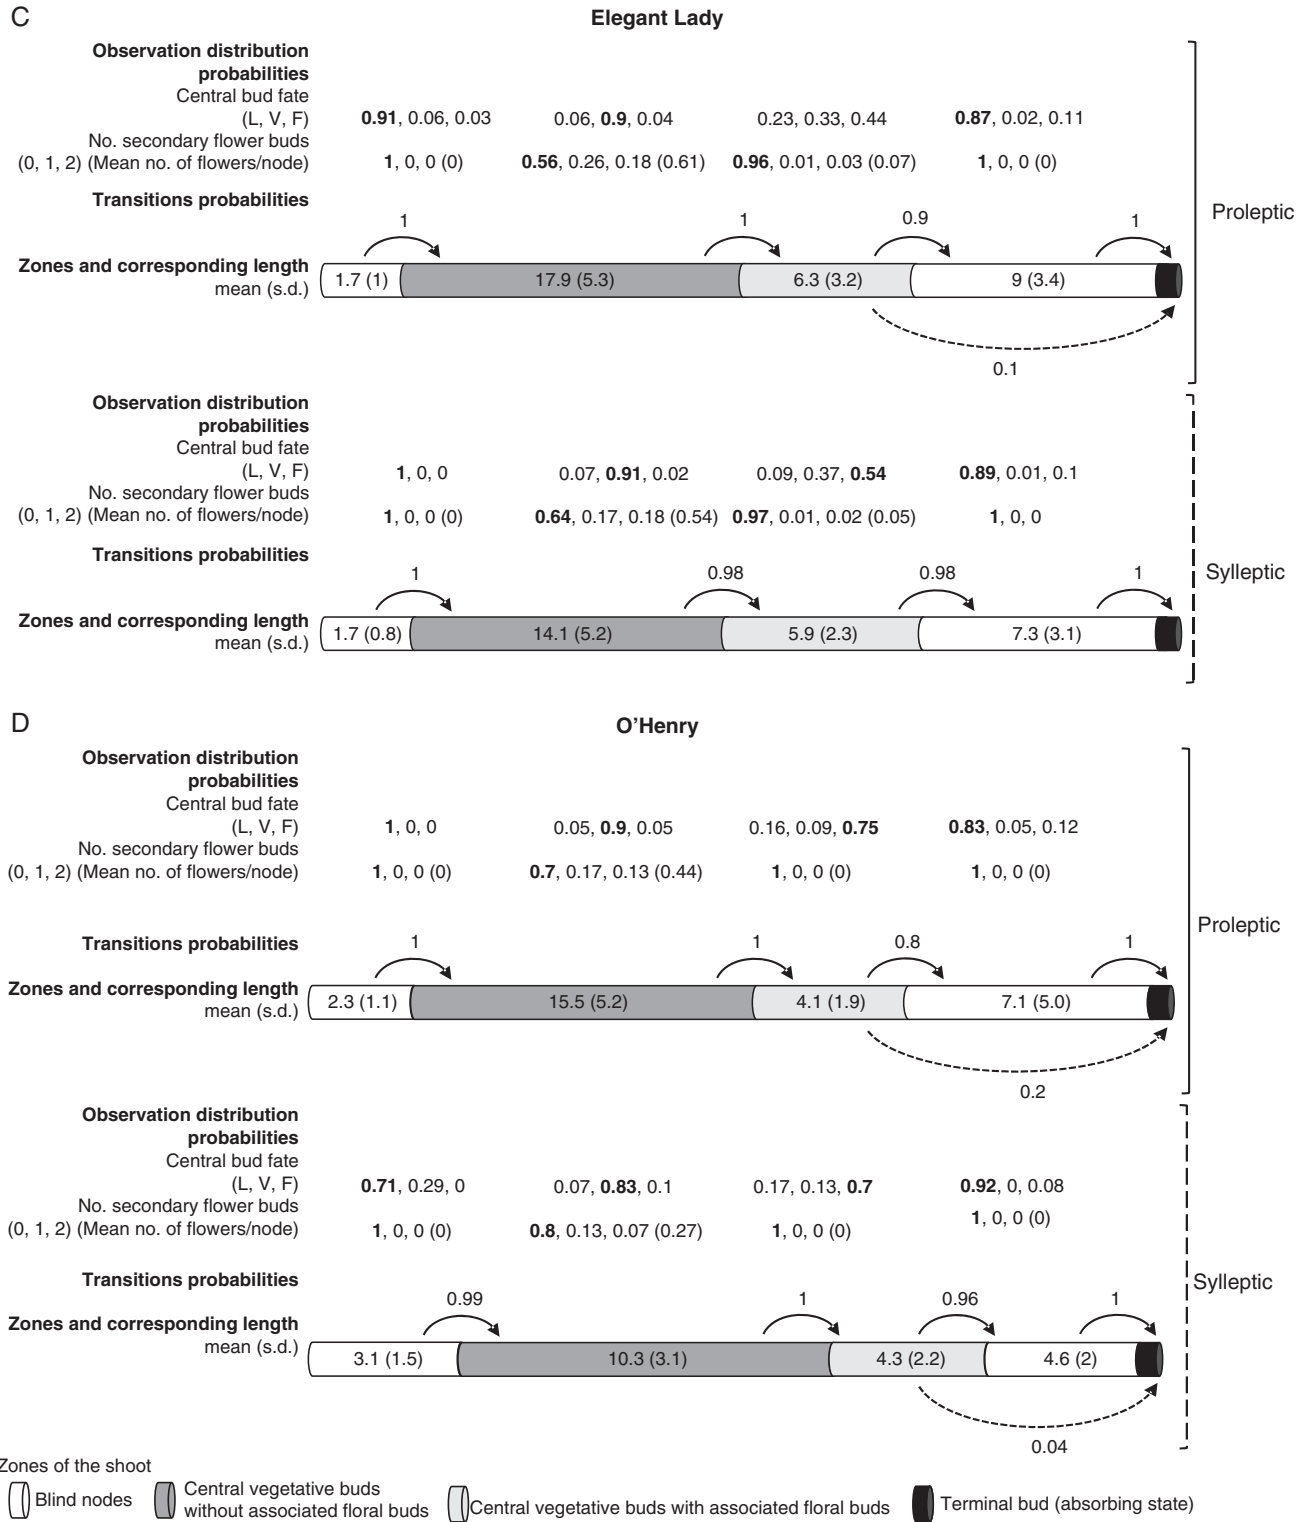 C
Elegant Lady
Observation distribution
probabilities
Central bud fate
(L, V, F) 0.91, 0.06, 0.03 0.06, 0.9, 0.04 0.23, 0.33, 0.44 0.87, 0.02, 0.11
No. secondary flower buds
(0, 1, 2) (Mean no. of flowers/node) 1, 0, 0 (0) 0.56, 0.26, 0.18 (0.61) 0.96, 0.01, 0.03 (0.07) 1, 0, 0 (0)
Transitions probabilities
1 1 0.9 1
Proleptic
Zones and corresponding length
mean (s.d.)
1.7 (1) 17.9 (5.3) 6.3 (3.2) 9 (3.4)
0.1
Observation distribution
probabilities
Central bud fate
(L, V, F) 1, 0, 0 0.07, 0.91, 0.02 0.09, 0.37, 0.54 0.89, 0.01, 0.1
No. secondary flower buds
(0, 1, 2) (Mean no. of flowers/node) 1, 0, 0 (0) 0.64, 0.17, 0.18 (0.54) 0.97, 0.01, 0.02 (0.05) 1, 0, 0
Transitions probabilities
1 0.98 0.98 1
Sylleptic
Zones and corresponding length
mean (s.d.)
1.7 (0.8) 14.1 (5.2) 5.9 (2.3) 7.3 (3.1)
D
O'Henry
Observation distribution
probabilities
Central bud fate
(L, V, F) 1, 0, 0 0.05, 0.9, 0.05 0.16, 0.09, 0.75 0.83, 0.05, 0.12
No. secondary flower buds
(0, 1, 2) (Mean no. of flowers/node) 1, 0, 0 (0) 0.7, 0.17, 0.13 (0.44) 1, 0, 0 (0) 1, 0, 0 (0)
Proleptic
Transitions probabilities
1 1 0.8 1
Zones and corresponding length
mean (s.d.)
2.3 (1.1) 15.5 (5.2) 4.1 (1.9) 7.1 (5.0)
0.2
Observation distribution
probabilities
Central bud fate
(L, V, F) 0.71, 0.29, 0 0.07, 0.83, 0.1 0.17, 0.13, 0.7 0.92, 0, 0.08
No. secondary flower buds
(0, 1, 2) (Mean no. of flowers/node) 1, 0, 0 (0) 0.8, 0.13, 0.07 (0.27) 1, 0, 0 (0) 1, 0, 0 (0)
Transitions probabilities
Sylleptic
0.99 1 0.96 1
Zones and corresponding length
mean (s.d.)
3.1 (1.5) 10.3 (3.1) 4.3 (2.2) 4.6 (2)
0.04
Zones of the shoot
Blind nodes
Central vegetative buds
without associated floral buds
Central vegetative buds with associated floral buds
Terminal bud (absorbing state)